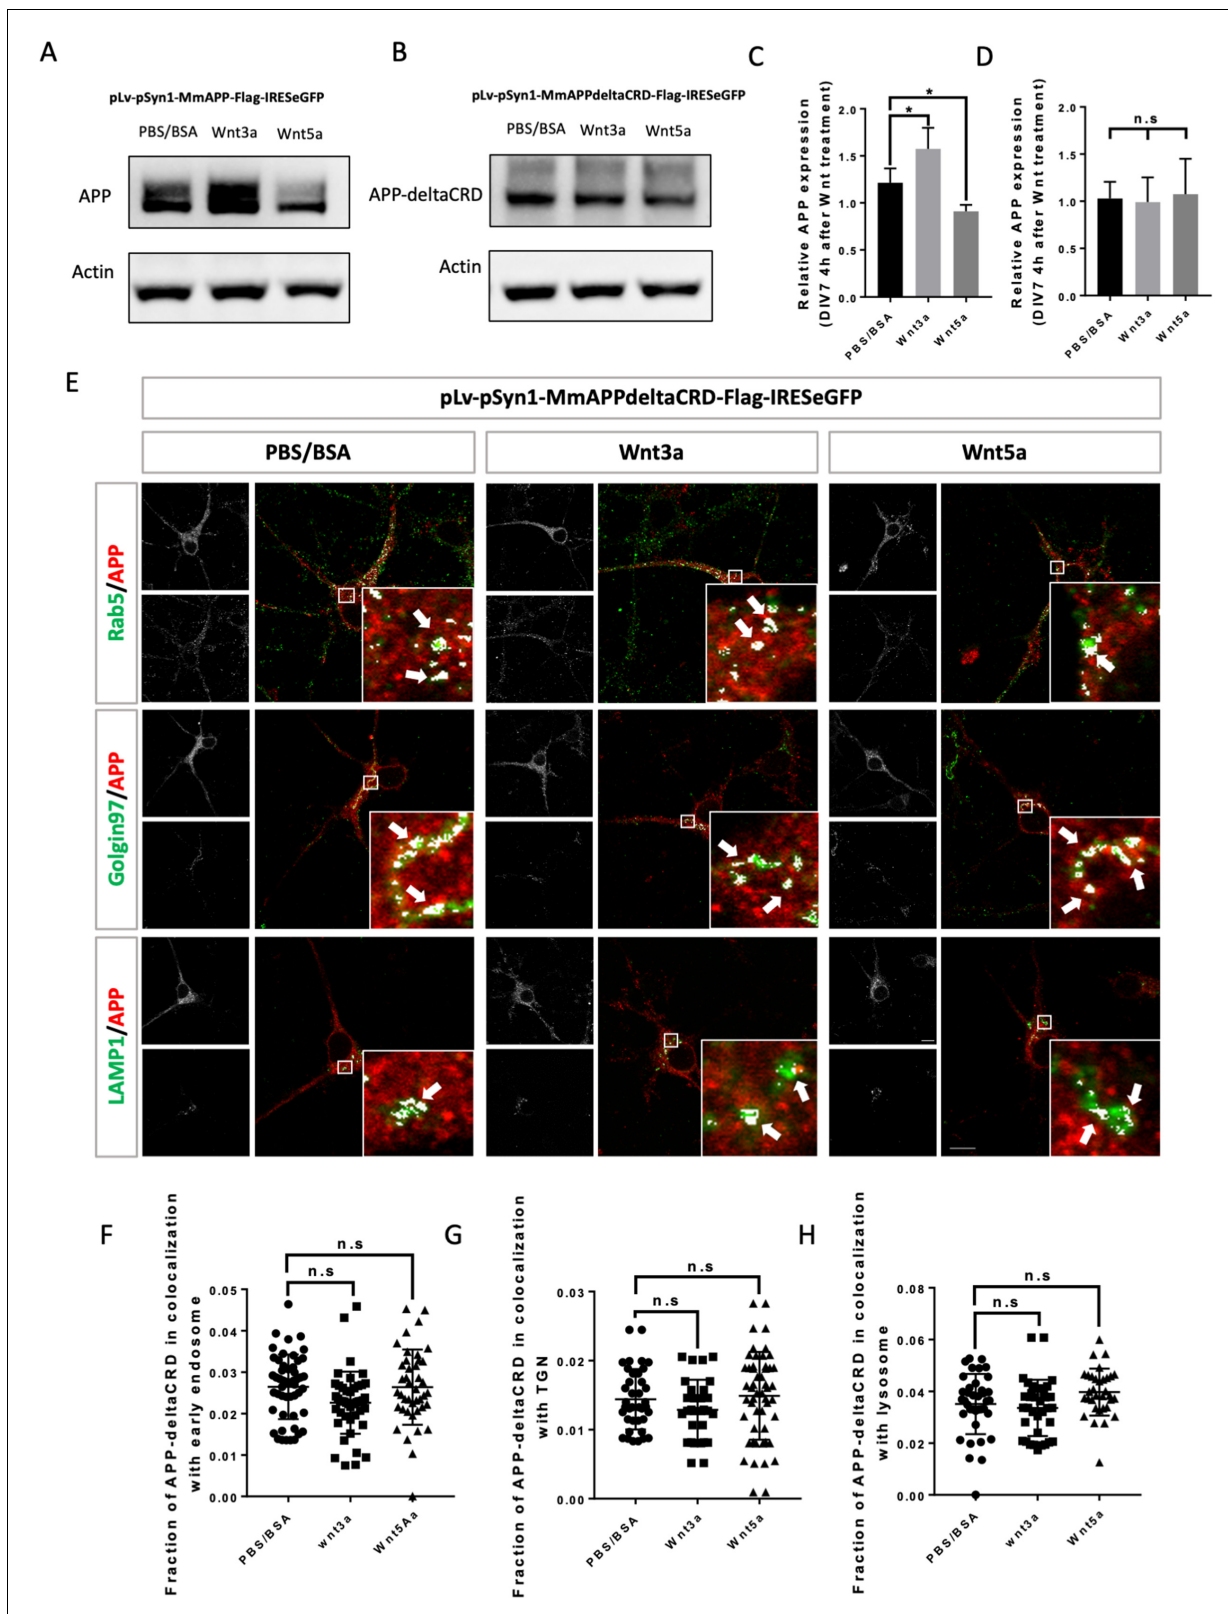 A
pLv-pSyn1-MmAPP-Flag-IRESeGFP
PBS/BSA Wnt3a Wnt5a
APP
Actin
B
pLv-pSyn1-MmAPPdeltaCRD-Flag-IRESeGFP
PBS/BSA Wnt3a Wnt5a
APP-deltaCRD
Actin
C
Relative APP expression
(DIV7 4h after Wnt treatment)
2.0
1.5
1.0
0.5
0.0
*
*
PBS/BSA
Wnt3a
Wnt5a
D
Relative APP expression
(DIV7 4h after Wnt treatment)
2.0
1.5
1.0
0.5
0.0
n.s
PBS/BSA
Wnt3a
Wnt5a
E
pLv-pSyn1-MmAPPdeltaCRD-Flag-IRESeGFP
PBS/BSA
Wnt3a
Wnt5a
Rab5/APP
Golgin97/APP
LAMP1/APP
F
Fraction of APP-deltaCRD in colocalization
with early endosome
0.05
0.04
0.03
0.02
0.01
0.00
n.s
n.s
PBS/BSA
wnt3a
Wnt5Aa
G
Fraction of APP-deltaCRD in colocalization
with TGN
0.03
0.02
0.01
0.00
n.s
n.s
PBS/BSA
Wnt3a
Wnt5a
H
Fraction of APP-deltaCRD in colocalization
with lysosome
0.08
0.06
0.04
0.02
0.00
n.s
n.s
PBS/BSA
wnt3a
Wnt5a